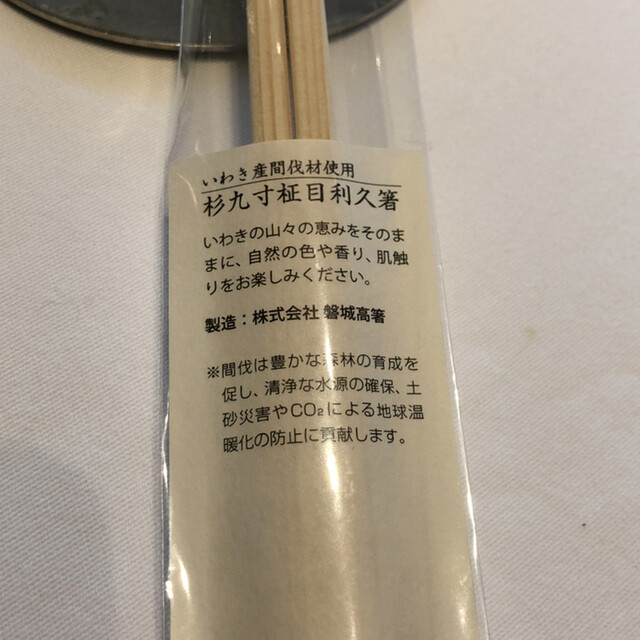 いわき産間伐材使用
杉九寸柾目利久箸
いわきの山々の恵みをそのま
まに、自然の色や香り、肌触
りをお楽しみください。
製造：株式会社 磐城高箸
※間伐は豊かな森林の育成を
促し、清浄な水源の確保、土
砂災害やCO₂による地球温
暖化の防止に貢献します。